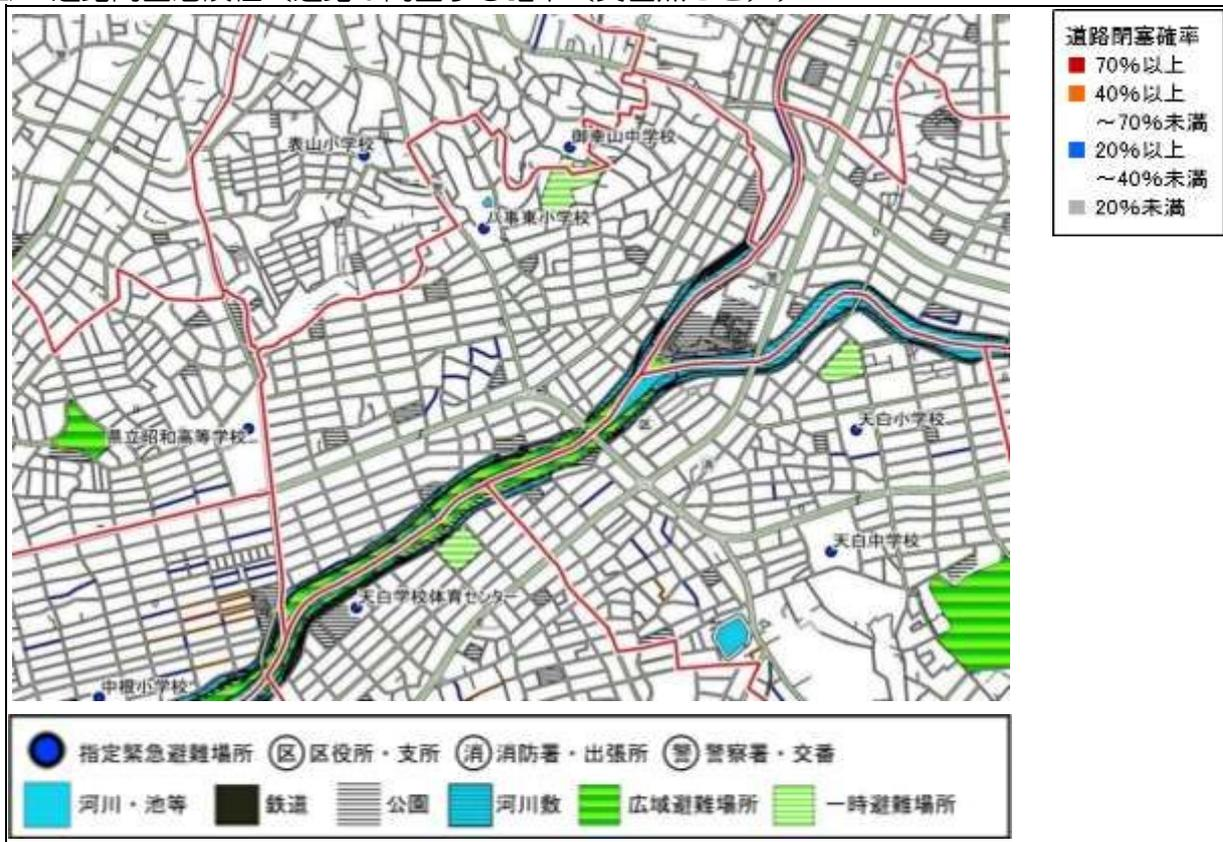 道路閉塞確率
70%以上
40%以上
～70%未満
20%以上
～40%未満
20%未満
表山小学校
御幸山中学校
八事東小学校
県立昭和高等学校
天白小学校
区
天白中学校
天白学校体育センター
中根小学校
指定緊急避難場所 区 区役所・支所 消 消防署・出張所 警 警察署・交番
河川・池等 鉄道 公園 河川敷 広域避難場所 一時避難場所